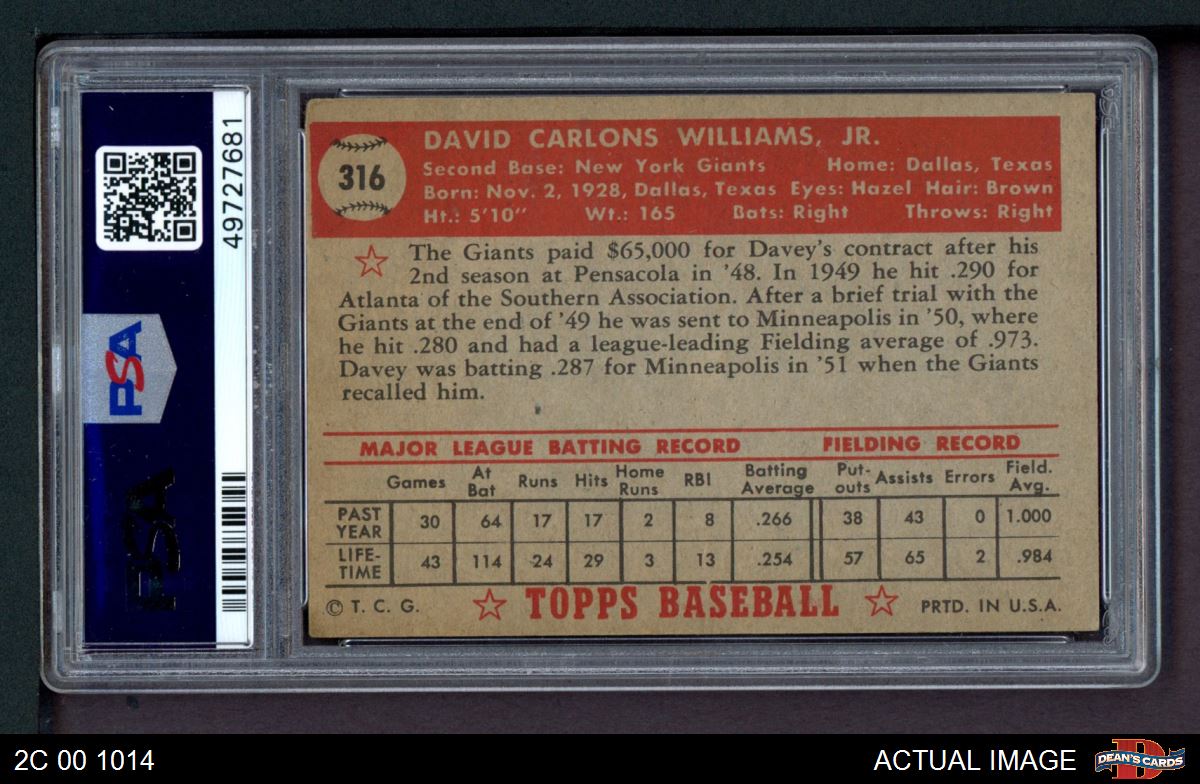 49727681
PSA
PSA
316
DAVID CARLONS WILLIAMS, JR.
Second Base: New York Giants Home: Dallas, Texas
Born: Nov. 2, 1928, Dallas, Texas Eyes: Hazel Hair: Brown
Ht.: 5'10" Wt.: 165 Bats: Right Throws: Right
The Giants paid $65,000 for Davey's contract after his
2nd season at Pensacola in '48. In 1949 he hit .290 for
Atlanta of the Southern Association. After a brief trial with the
Giants at the end of '49 he was sent to Minneapolis in '50, where
he hit .280 and had a league-leading Fielding average of .973.
Davey was batting .287 for Minneapolis in '51 when the Giants
recalled him.
MAJOR LEAGUE BATTING RECORD FIELDING RECORD
Games At Bat Runs Hits Home Runs RBI Batting Average Put-outs Assists Errors Field. Avg.
PAST YEAR 30 64 17 17 2 8 .266 38 43 0 1.000
LIFE-TIME 43 114 24 29 3 13 .254 57 65 2 .984
© T. C. G. TOPPS BASEBALL PRTD. IN U.S.A.
2C 00 1014 ACTUAL IMAGE DEAN'S CARDS